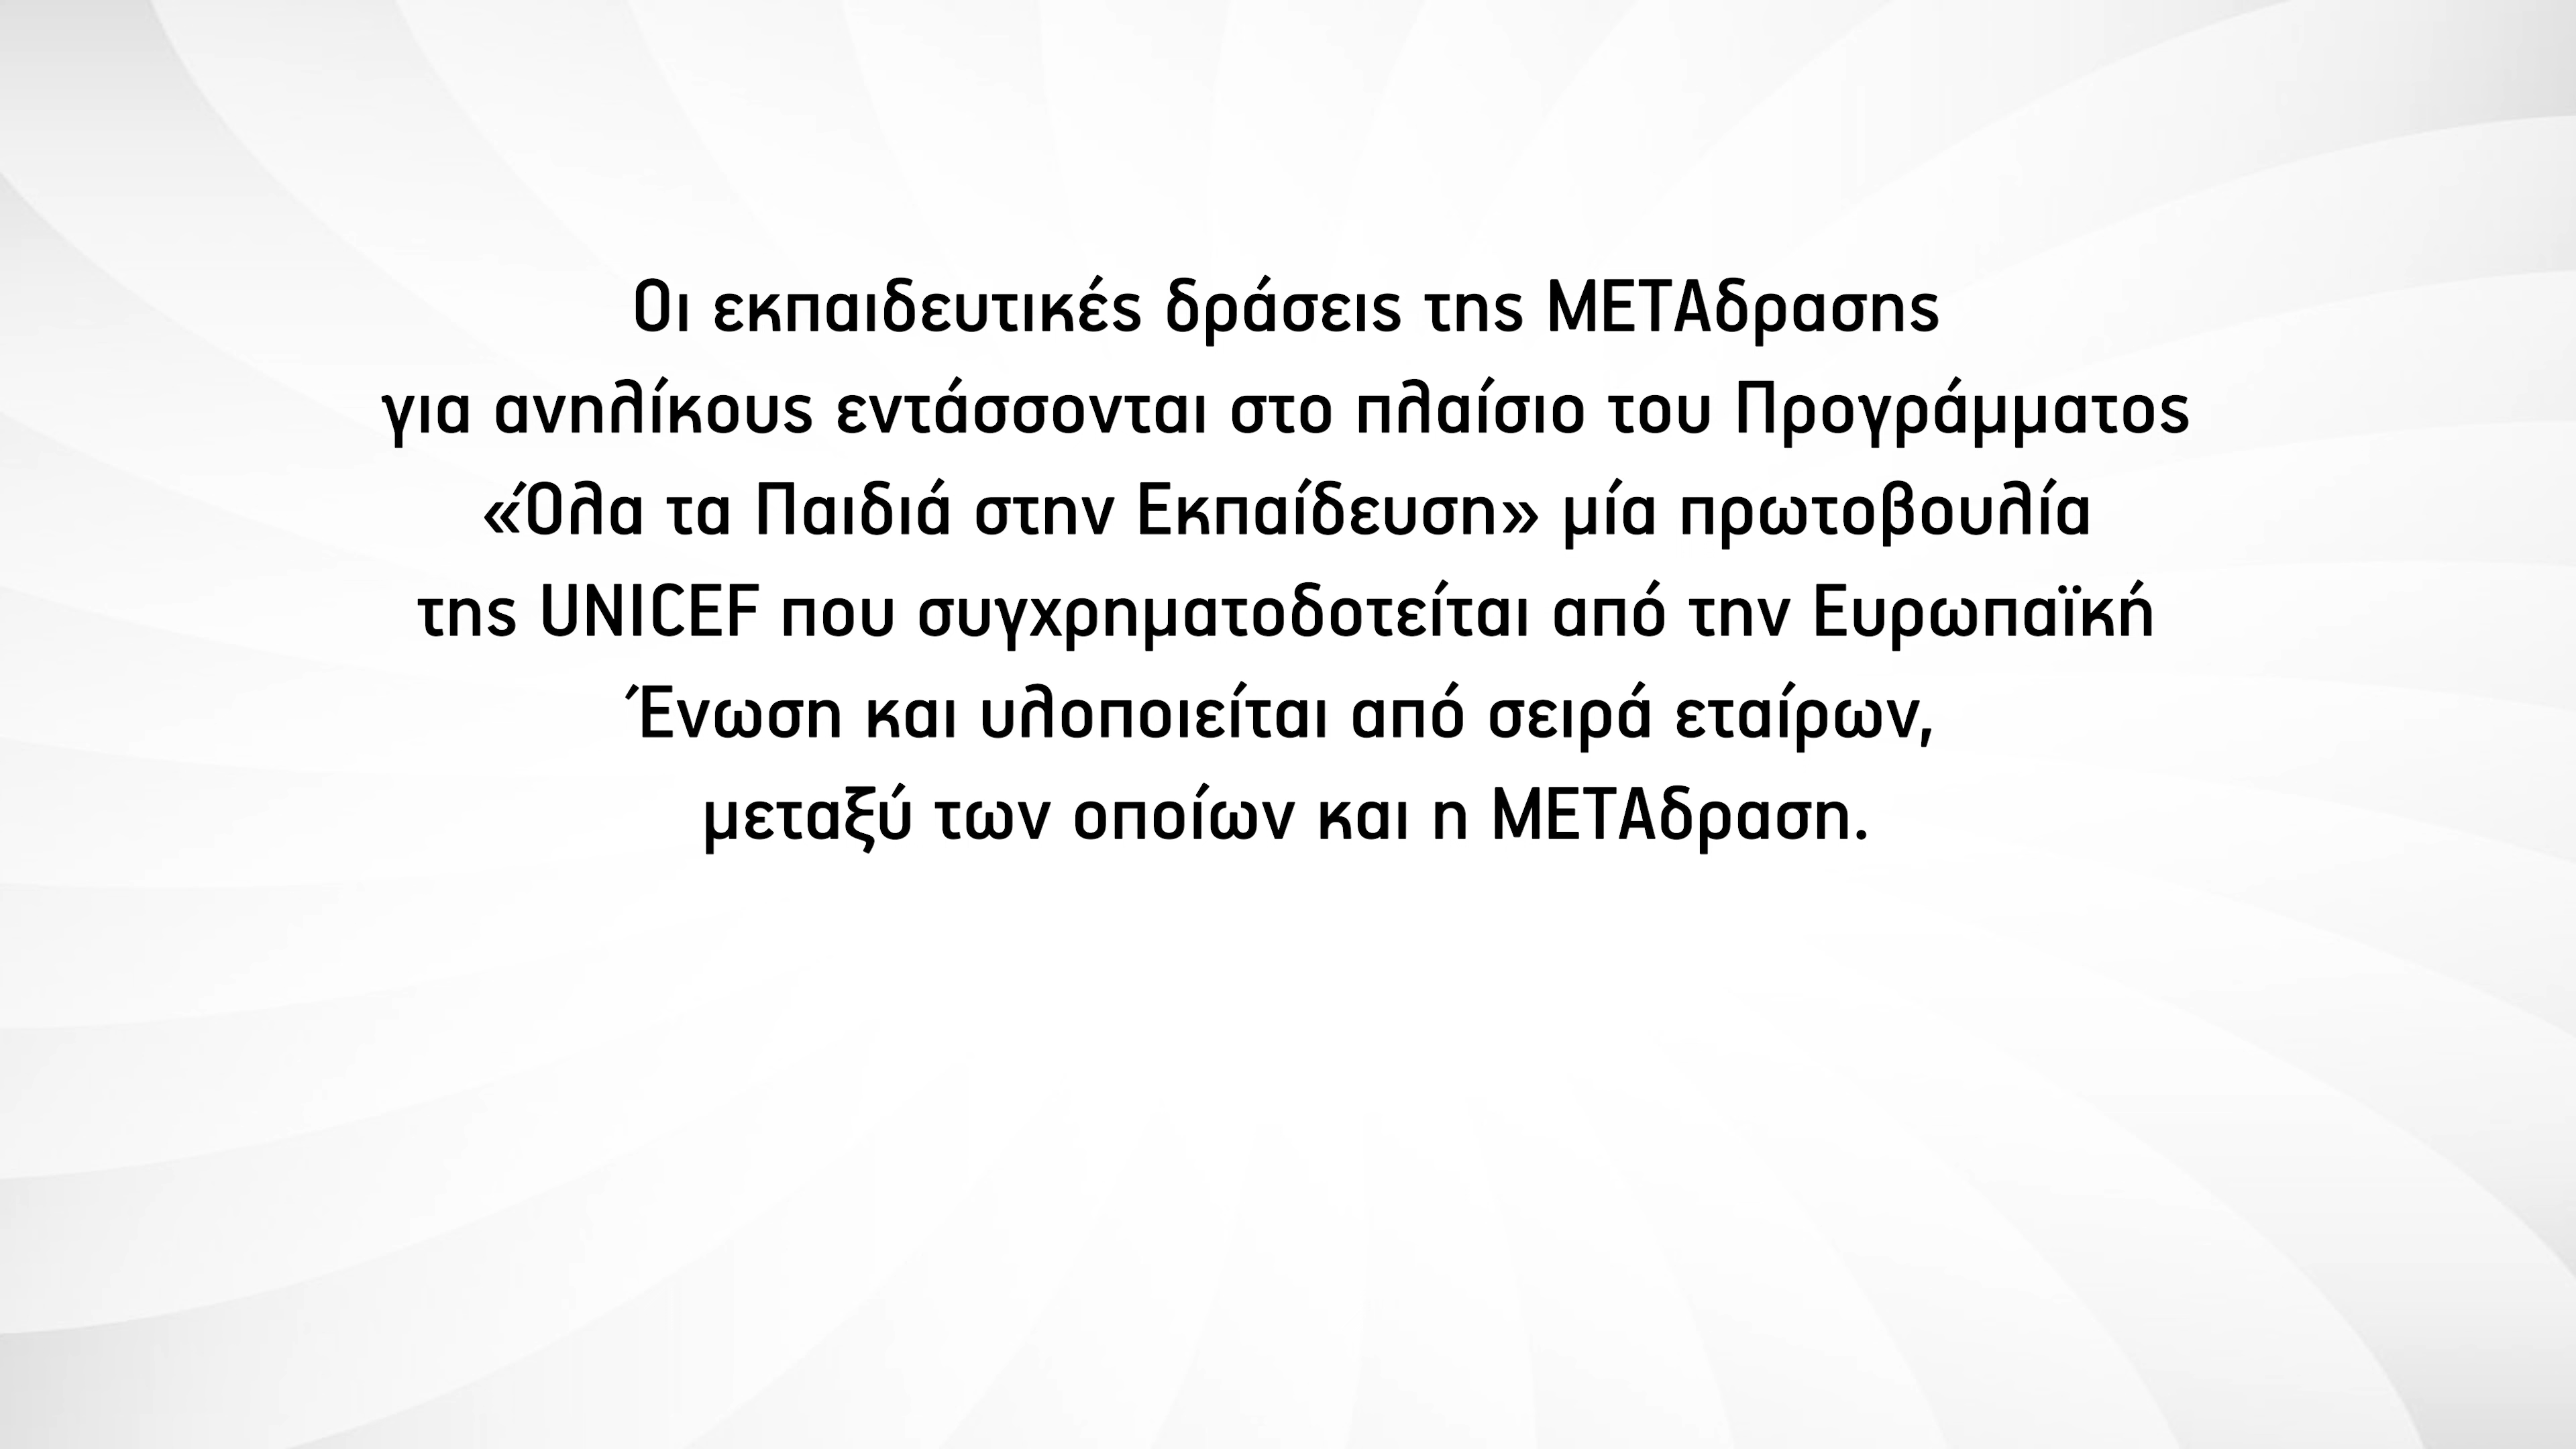 Οι εκπαιδευτικές δράσεις της ΜΕΤΑδρασης
για ανηλίκους εντάσσονται στο πλαίσιο του Προγράμματος
«Όλα τα Παιδιά στην Εκπαίδευση» μία πρωτοβουλία
της UNICEF που συγχρηματοδοτείται από την Ευρωπαϊκή
Ένωση και υλοποιείται από σειρά εταίρων,
μεταξύ των οποίων και η ΜΕΤΑδραση.